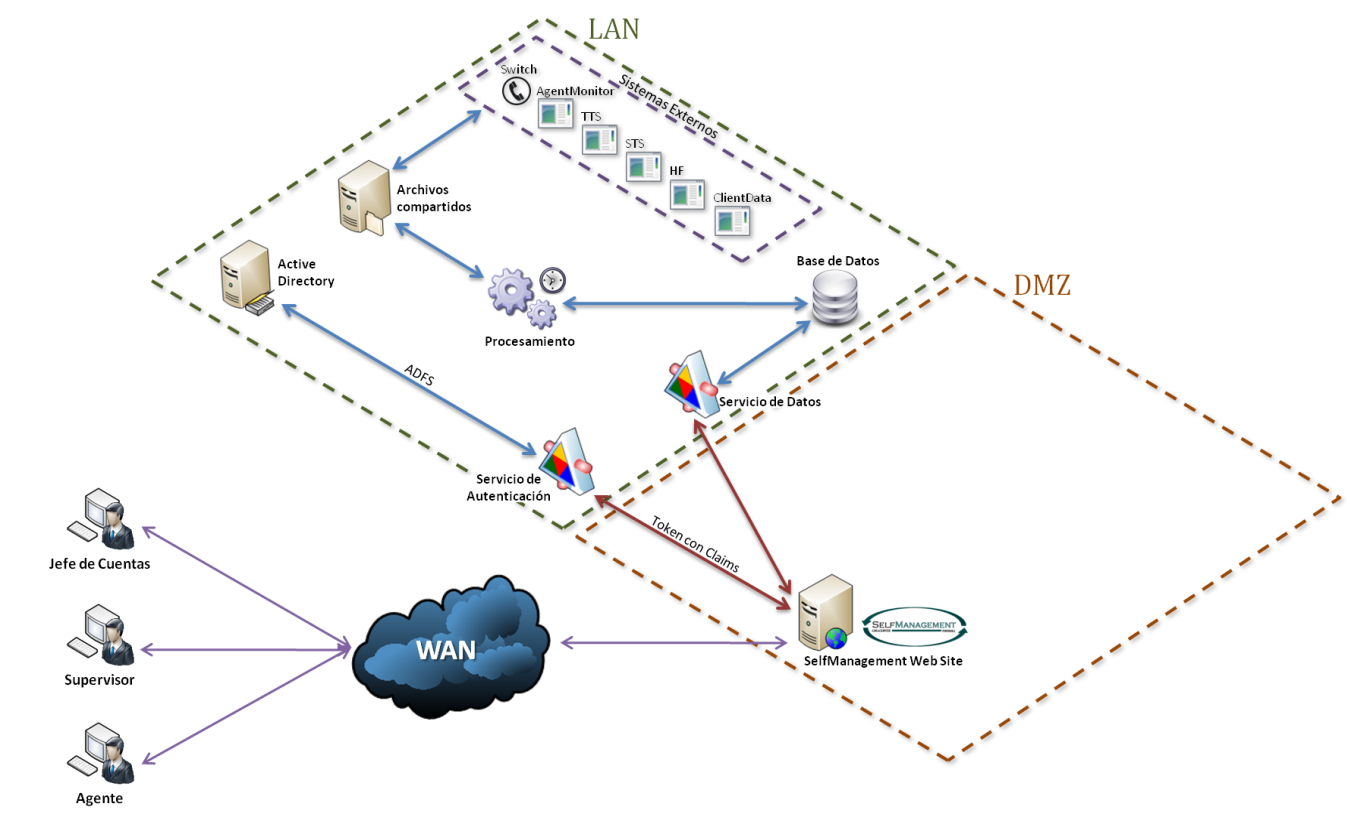 LAN
Switch
Sistemas Externos
AgentMonitor
TTS
STS
HF
ClientData
Archivos
compartidos
Active
Directory
Base de Datos
DMZ
Procesamiento
ADFS
Servicio de Datos
Servicio de
Autenticación
Token con Claims
Jefe de Cuentas
WAN
SELFMANAGEMENT
SelfManagement Web Site
Supervisor
Agente